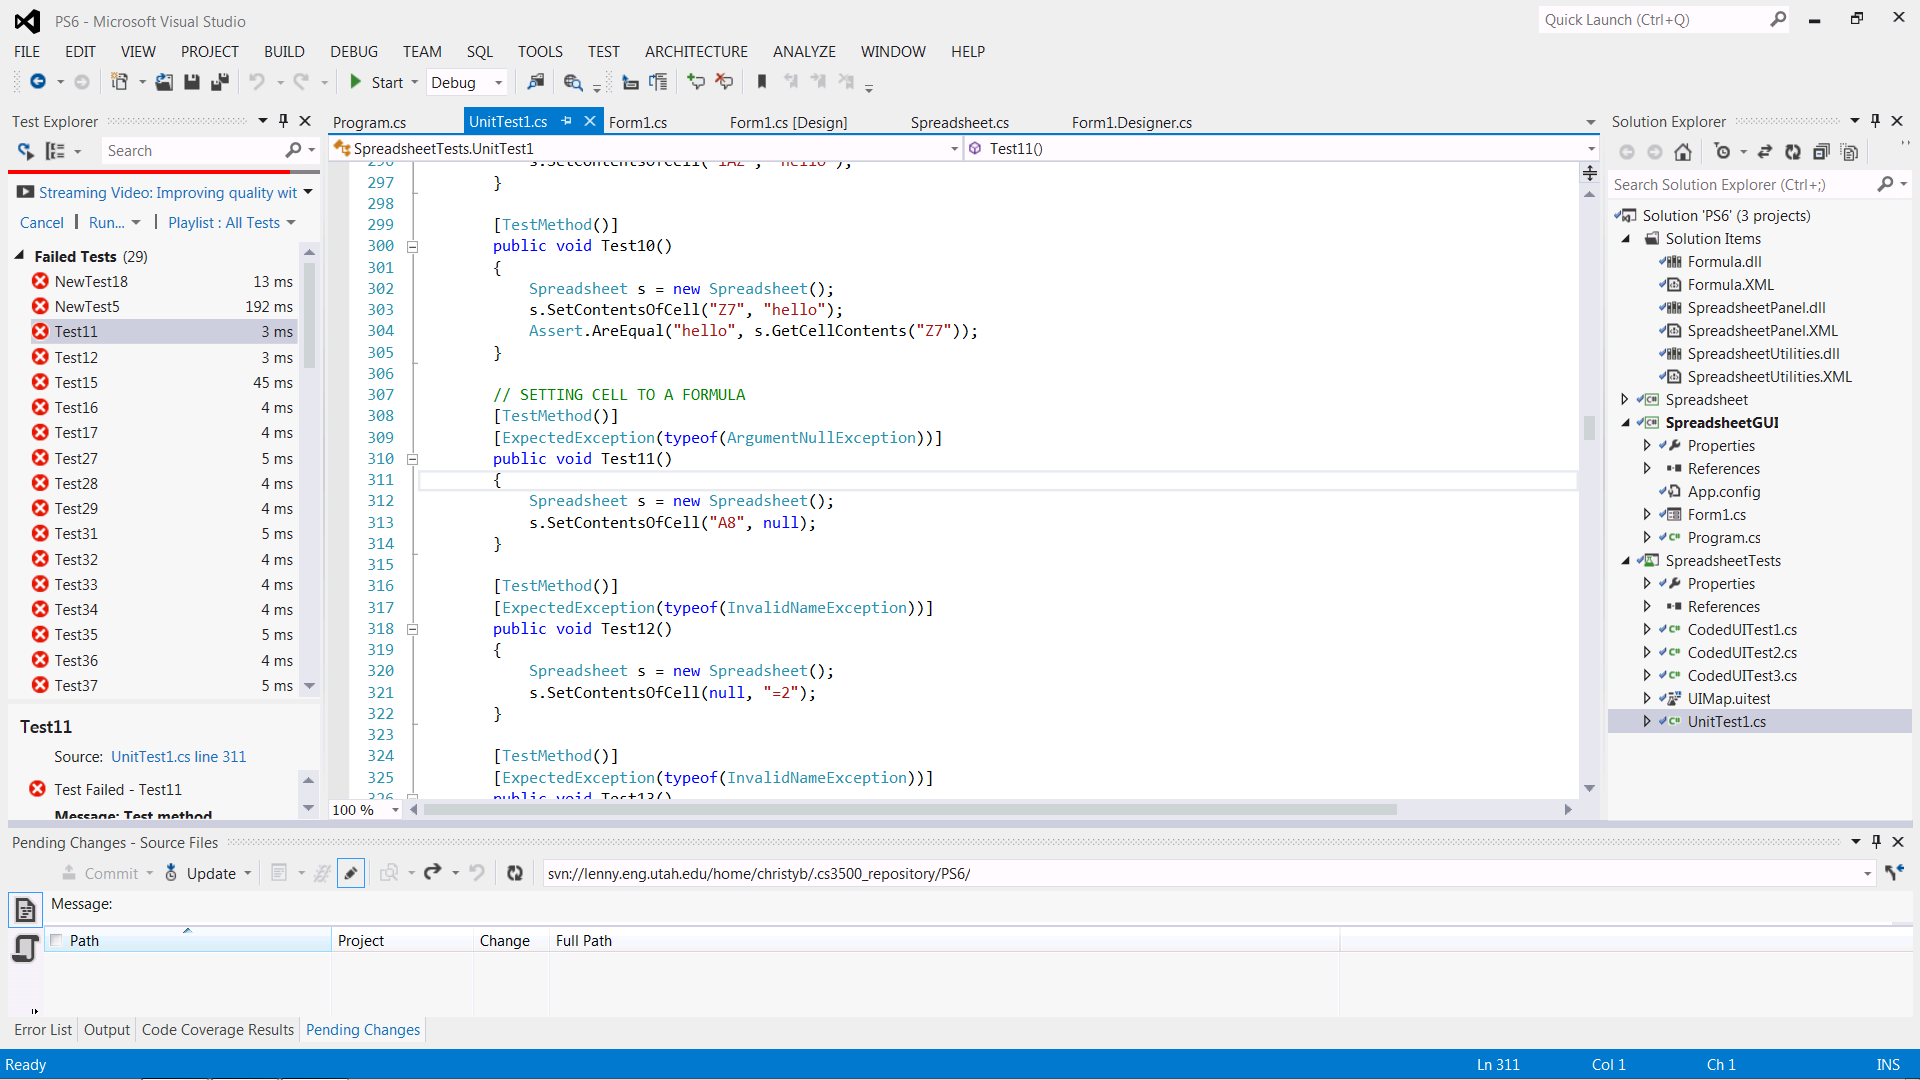 PS6 - Microsoft Visual Studio
Quick Launch (Ctrl+Q)
FILE EDIT VIEW PROJECT BUILD DEBUG TEAM SQL TOOLS TEST ARCHITECTURE ANALYZE WINDOW HELP
Start Debug
Test Explorer
Search
Streaming Video: Improving quality wit
Cancel | Run... | Playlist : All Tests
Failed Tests (29)
NewTest18 13 ms
NewTest5 192 ms
Test11 3 ms
Test12 3 ms
Test15 45 ms
Test16 4 ms
Test17 4 ms
Test27 5 ms
Test28 4 ms
Test29 4 ms
Test31 5 ms
Test32 4 ms
Test33 4 ms
Test34 4 ms
Test35 5 ms
Test36 4 ms
Test37 5 ms
Test11
Source: UnitTest1.cs line 311
Test Failed - Test11
Message: Test method
Program.cs UnitTest1.cs Form1.cs Form1.cs [Design] Spreadsheet.cs Form1.Designer.cs
SpreadsheetTests.UnitTest1 Test11()
296 s.SetContentsOfCell("1AZ", "hello");
297 }
298
299 [TestMethod()]
300 public void Test10()
301 {
302 Spreadsheet s = new Spreadsheet();
303 s.SetContentsOfCell("Z7", "hello");
304 Assert.AreEqual("hello", s.GetCellContents("Z7"));
305 }
306
307 // SETTING CELL TO A FORMULA
308 [TestMethod()]
309 [ExpectedException(typeof(ArgumentNullException))]
310 public void Test11()
311 {
312 Spreadsheet s = new Spreadsheet();
313 s.SetContentsOfCell("A8", null);
314 }
315
316 [TestMethod()]
317 [ExpectedException(typeof(InvalidNameException))]
318 public void Test12()
319 {
320 Spreadsheet s = new Spreadsheet();
321 s.SetContentsOfCell(null, "=2");
322 }
323
324 [TestMethod()]
325 [ExpectedException(typeof(InvalidNameException))]
326 public void Test13()
100 %
Solution Explorer
Search Solution Explorer (Ctrl+;)
Solution 'PS6' (3 projects)
Solution Items
Formula.dll
Formula.XML
SpreadsheetPanel.dll
SpreadsheetPanel.XML
SpreadsheetUtilities.dll
SpreadsheetUtilities.XML
Spreadsheet
SpreadsheetGUI
Properties
References
App.config
Form1.cs
Program.cs
SpreadsheetTests
Properties
References
CodedUITest1.cs
CodedUITest2.cs
CodedUITest3.cs
UIMap.uitest
UnitTest1.cs
Pending Changes - Source Files
Commit Update svn://lenny.eng.utah.edu/home/christyb/.cs3500_repository/PS6/
Message:
Path Project Change Full Path
Error List Output Code Coverage Results Pending Changes
Ready Ln 311 Col 1 Ch 1 INS